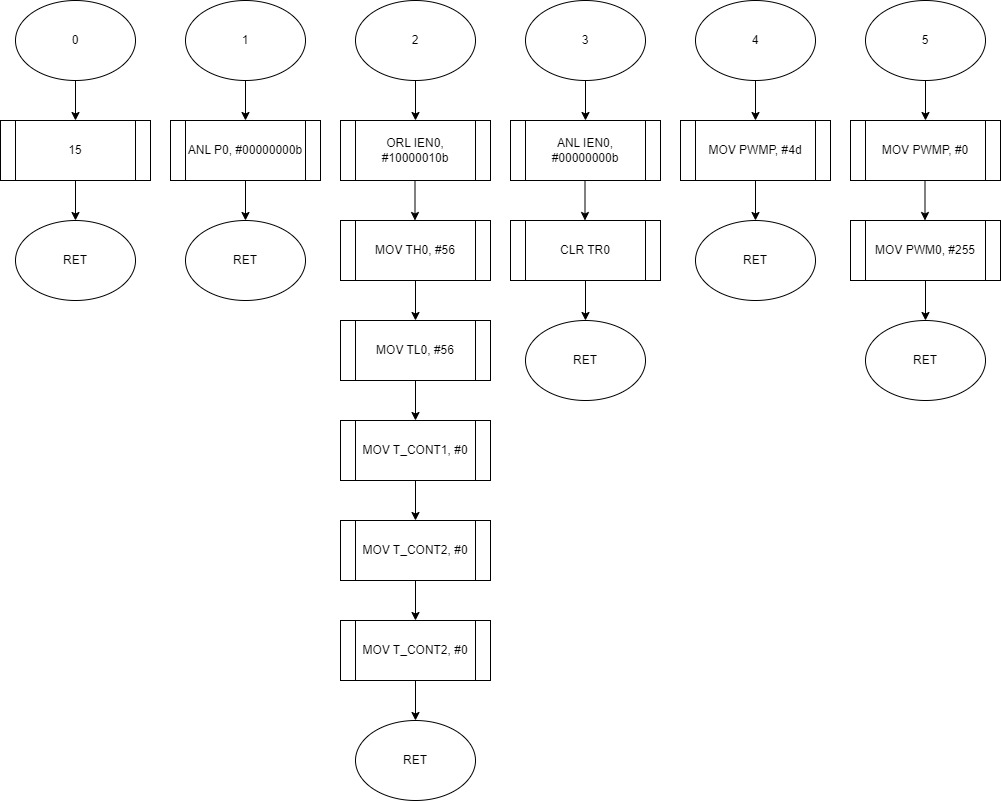 0
15
RET
1
ANL P0, #00000000b
RET
2
ORL IEN0,
#10000010b
MOV TH0, #56
MOV TL0, #56
MOV T_CONT1, #0
MOV T_CONT2, #0
MOV T_CONT2, #0
RET
3
ANL IEN0,
#00000000b
CLR TR0
RET
4
MOV PWMP, #4d
RET
5
MOV PWMP, #0
MOV PWM0, #255
RET